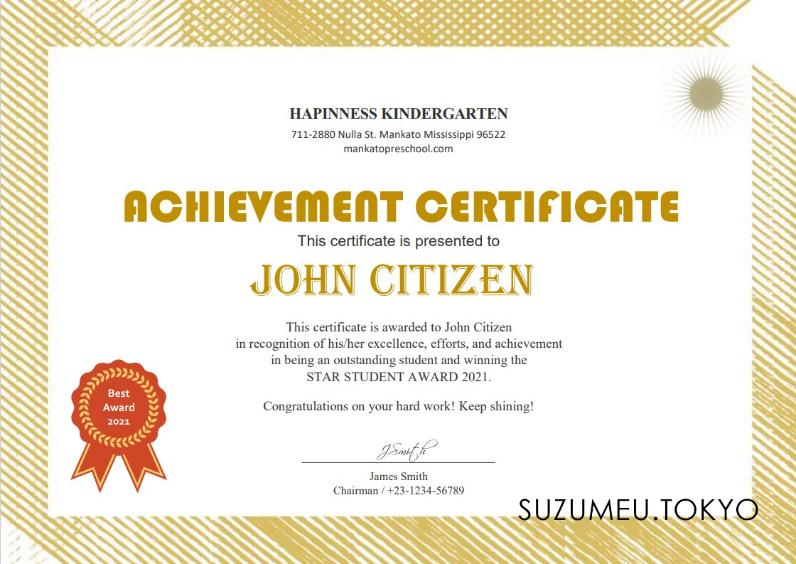 HAPINNESS KINDERGARTEN
711-2880 Nulla St. Mankato Mississippi 96522
mankatopreschool.com
ACHIEVEMENT CERTIFICATE
This certificate is presented to
JOHN CITIZEN
This certificate is awarded to John Citizen
in recognition of his/her excellence, efforts, and achievement
in being an outstanding student and winning the
STAR STUDENT AWARD 2021.
Congratulations on your hard work! Keep shining!
Best
Award
2021
J.Smith
James Smith
Chairman / +23-1234-56789
SUZUMEU.TOKYO